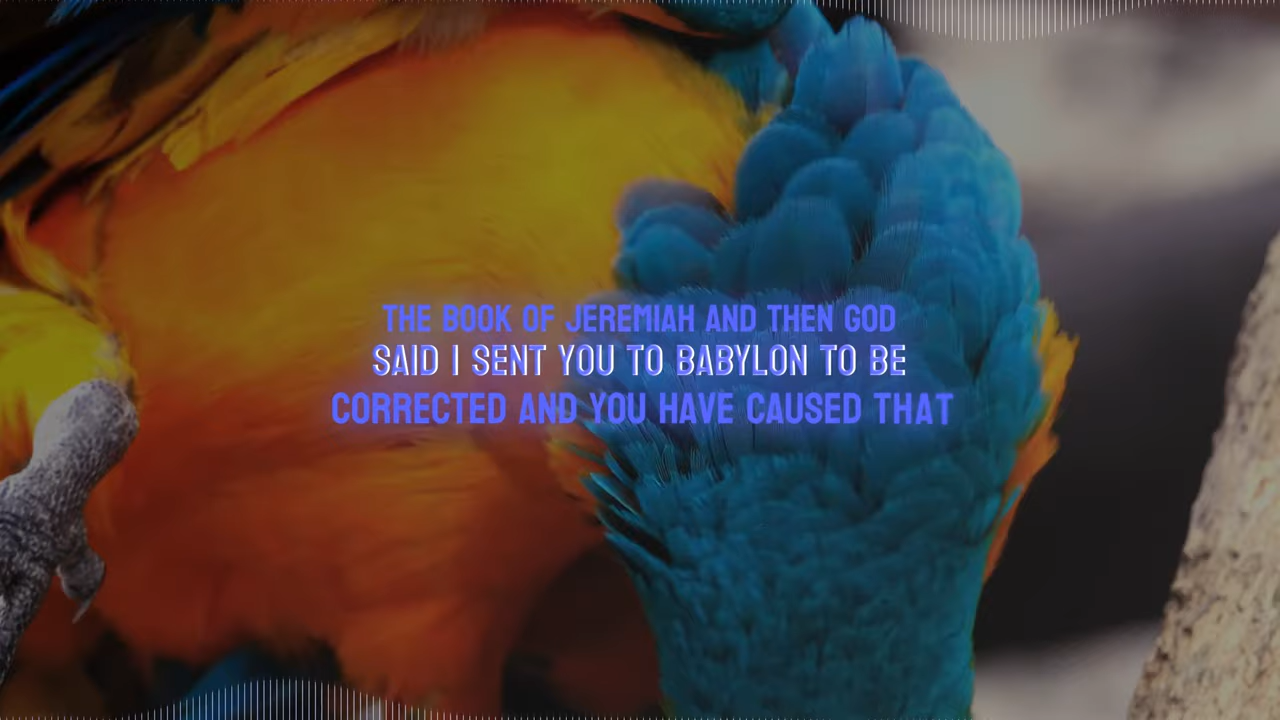 THE BOOK OF JEREMIAH AND THEN GOD
SAID I SENT YOU TO BABYLON TO BE
CORRECTED AND YOU HAVE CAUSED THAT